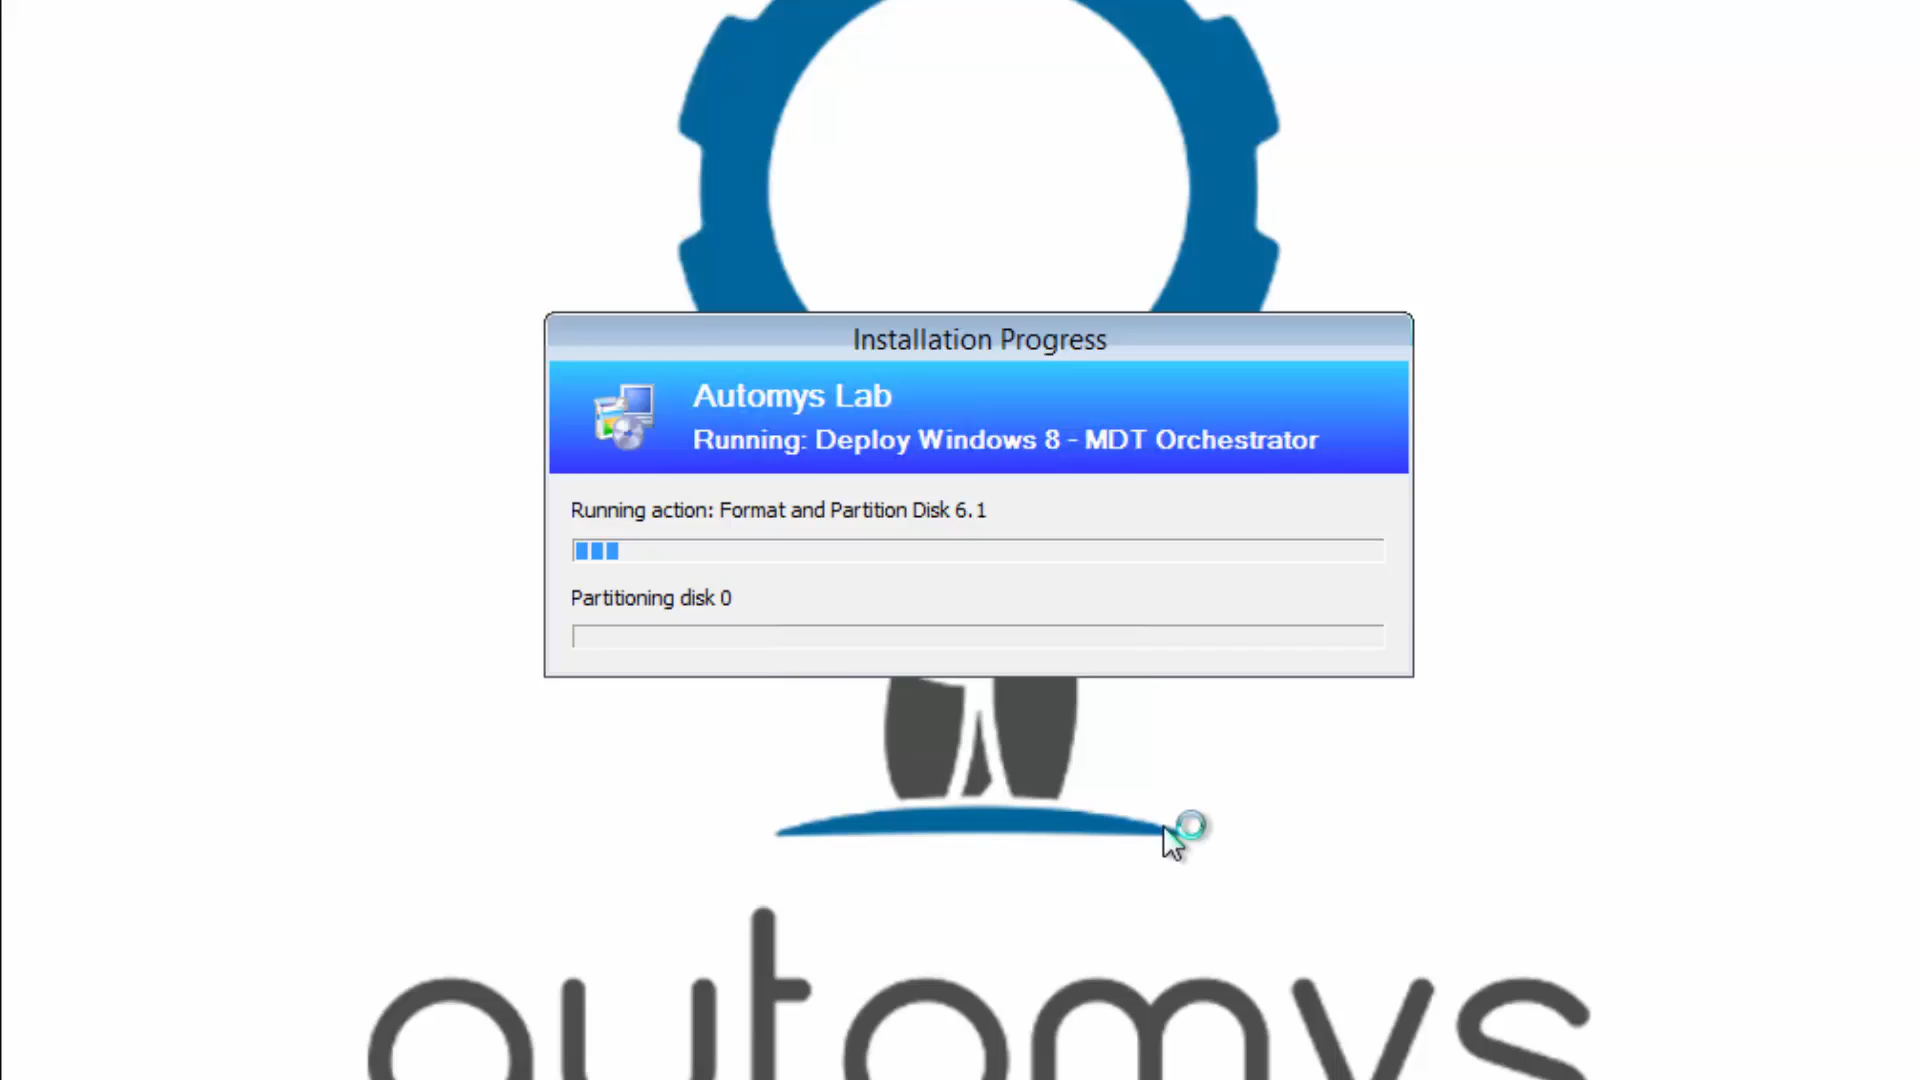 Installation Progress
Automys Lab
Running: Deploy Windows 8 - MDT Orchestrator
Running action: Format and Partition Disk 6.1
Partitioning disk 0
automys